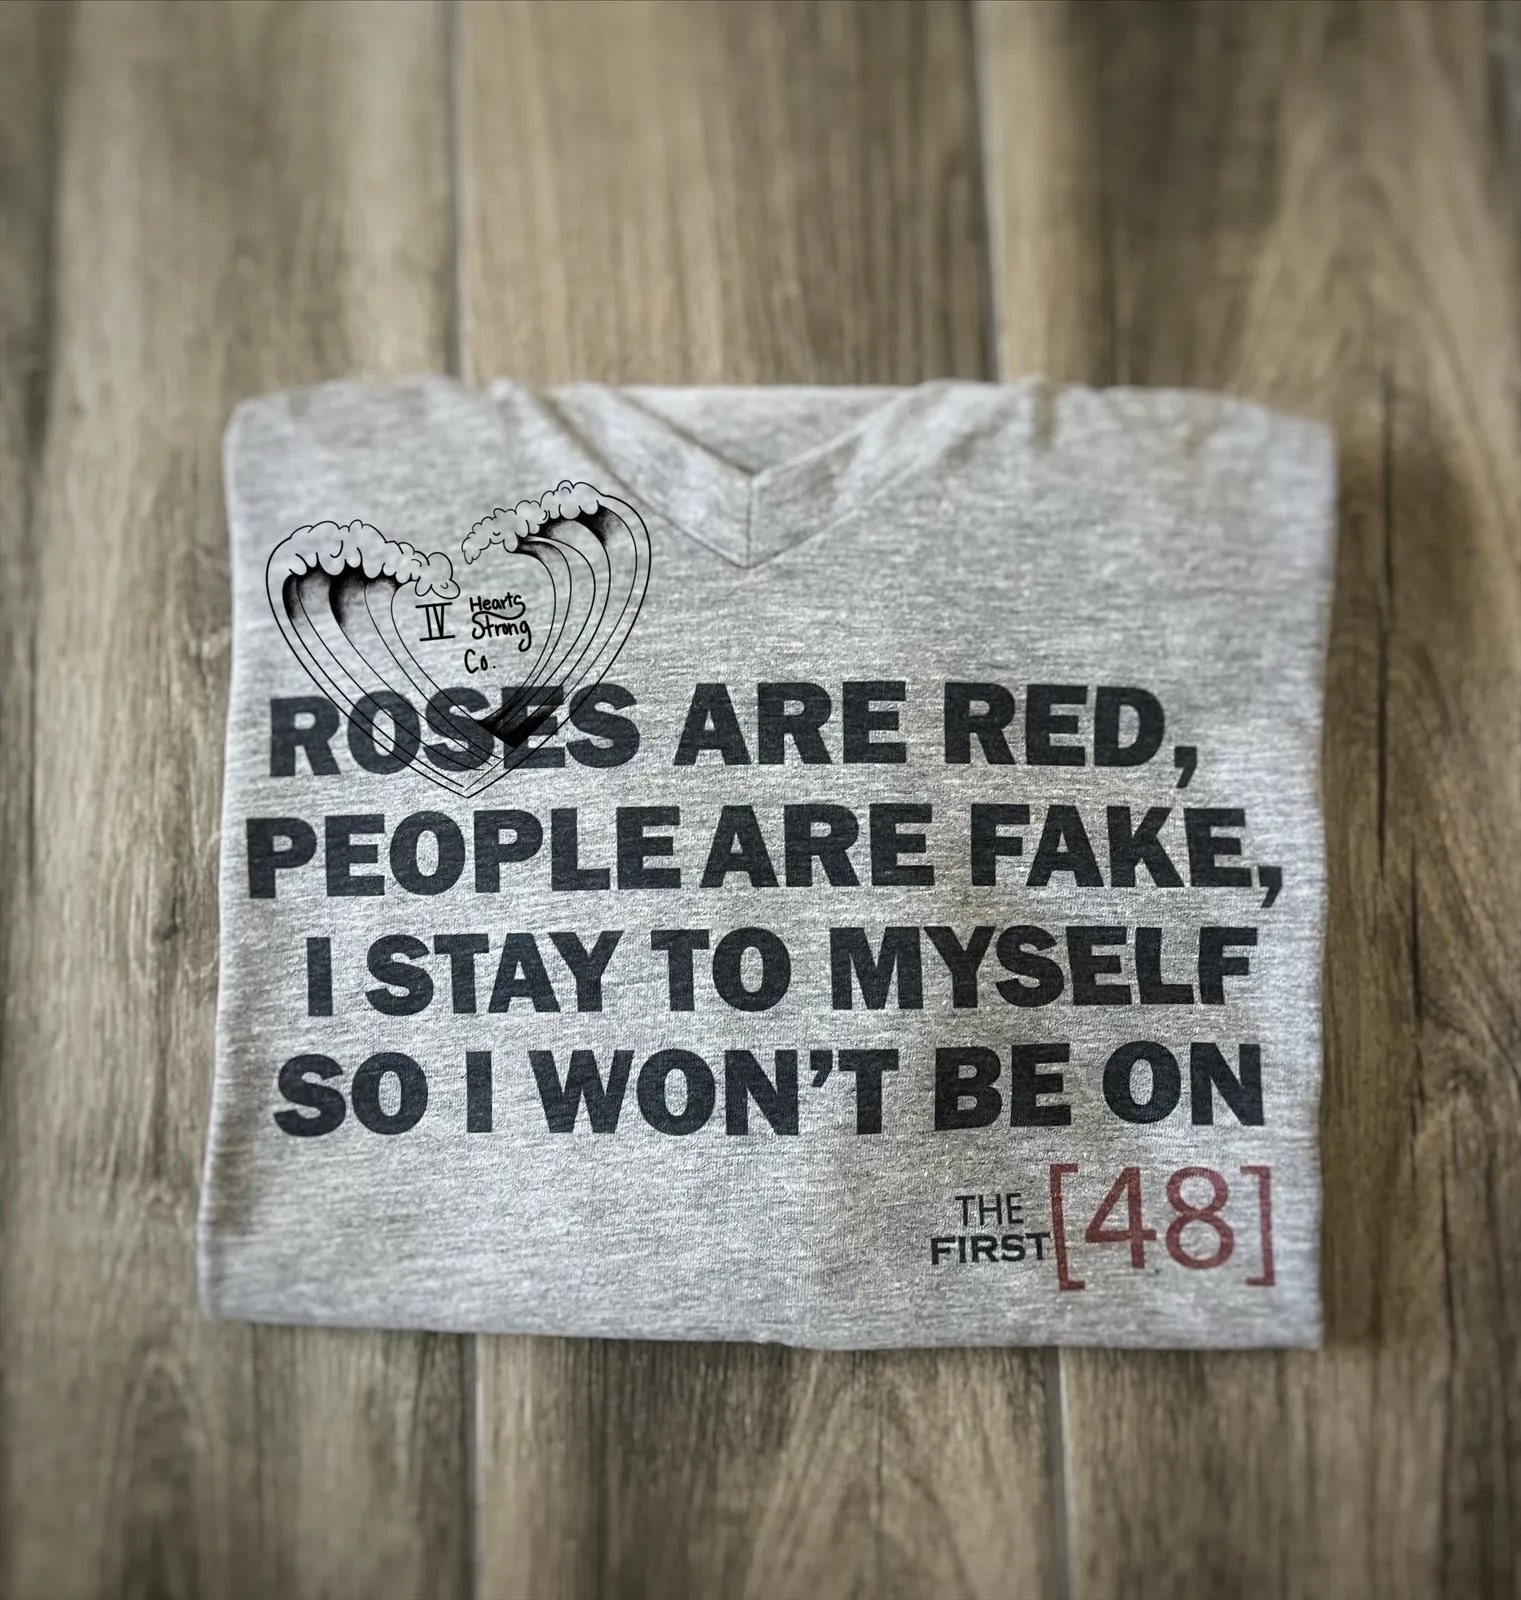 IV Hearts
Strong
Co.
ROSES ARE RED,
PEOPLE ARE FAKE,
I STAY TO MYSELF
SO I WON'T BE ON
THE
FIRST [48]